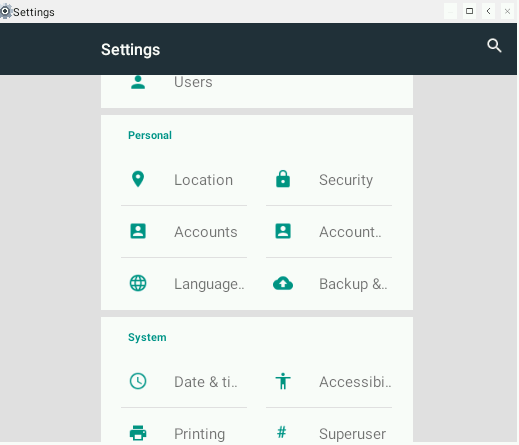 Settings
Settings
Users
Personal
Location Security
Accounts Account..
Language.. Backup &..
System
Date & ti.. Accessibi..
Printing # Superuser